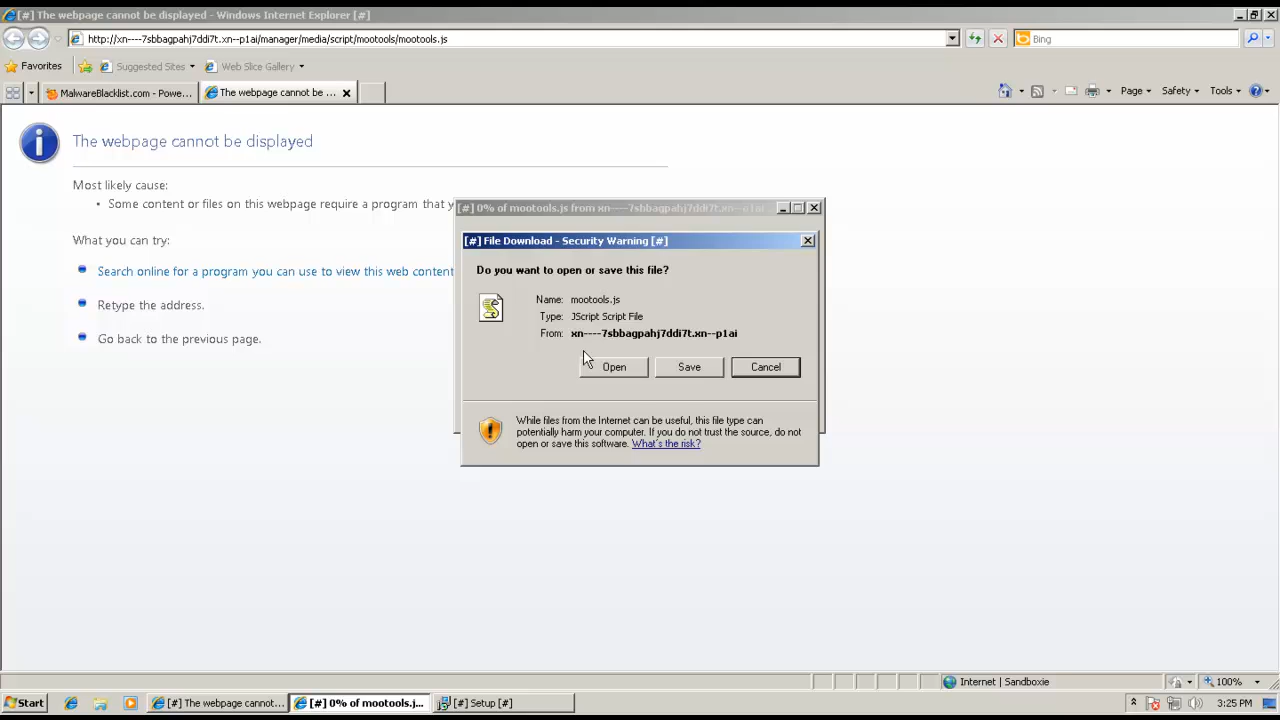 [#] The webpage cannot be displayed - Windows Internet Explorer [#]
http://xn----7sbbagpahj7ddi7t.xn--p1ai/manager/media/script/mootools/mootools.js
Bing
Favorites Suggested Sites Web Slice Gallery
MalwareBlacklist.com - Powe... The webpage cannot be ... Page Safety Tools
The webpage cannot be displayed
Most likely cause:
• Some content or files on this webpage require a program that y
What you can try:
Search online for a program you can use to view this web content
Retype the address.
Go back to the previous page.
[#] 0% of mootools.js from xn----7sbbagpahj7ddi7t.xn--p1ai
[#] File Download - Security Warning [#]
Do you want to open or save this file?
Name: mootools.js
Type: JScript Script File
From: xn----7sbbagpahj7ddi7t.xn--p1ai
Open Save Cancel
While files from the Internet can be useful, this file type can
potentially harm your computer. If you do not trust the source, do not
open or save this software. What's the risk?
Internet | Sandboxie 100%
Start [#] The webpage cannot... [#] 0% of mootools.j... [#] Setup [#] 3:25 PM